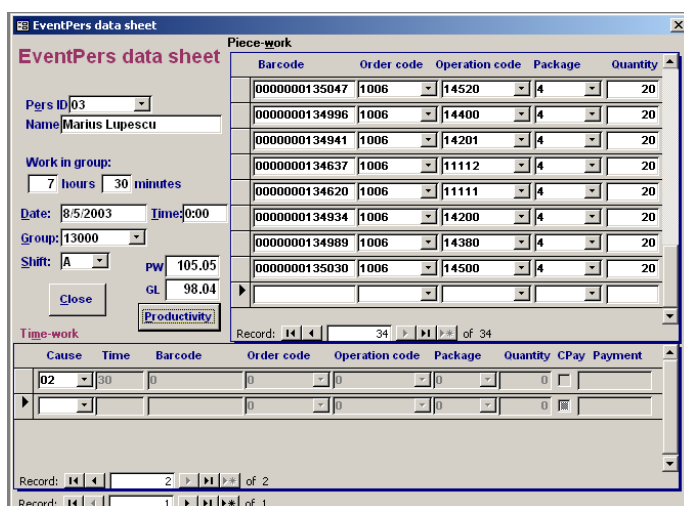 EventPers data sheet
EventPers data sheet
Piece-work
Barcode Order code Operation code Package Quantity
0000000135047 1006 14520 4 20
0000000134996 1006 14400 4 20
0000000134941 1006 14201 4 20
0000000134637 1006 11112 4 20
0000000134620 1006 11111 4 20
0000000134934 1006 14200 4 20
0000000134989 1006 14380 4 20
0000000135030 1006 14500 4 20
Record: 34 of 34
Pers ID 03
Name Marius Lupescu
Work in group:
7 hours 30 minutes
Date: 8/5/2003 Time: 0:00
Group: 13000
Shift: A
PW 105.05
GL 98.04
Close
Productivity
Time-work
Cause Time Barcode Order code Operation code Package Quantity CPay Payment
02 30 0 0 0 0 0
0 0 0 0
Record: 2 of 2
Record: 1 of 1